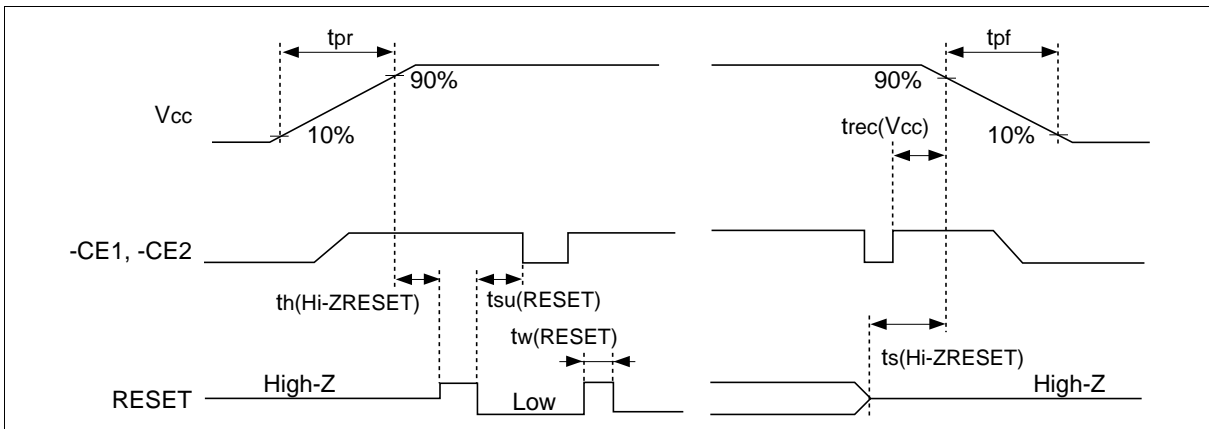 tpr
tpf
90%
90%
Vcc
trec(Vcc)
10%
10%
-CE1, -CE2
th(Hi-ZRESET)
tsu(RESET)
tw(RESET)
ts(Hi-ZRESET)
High-Z
High-Z
RESET
Low